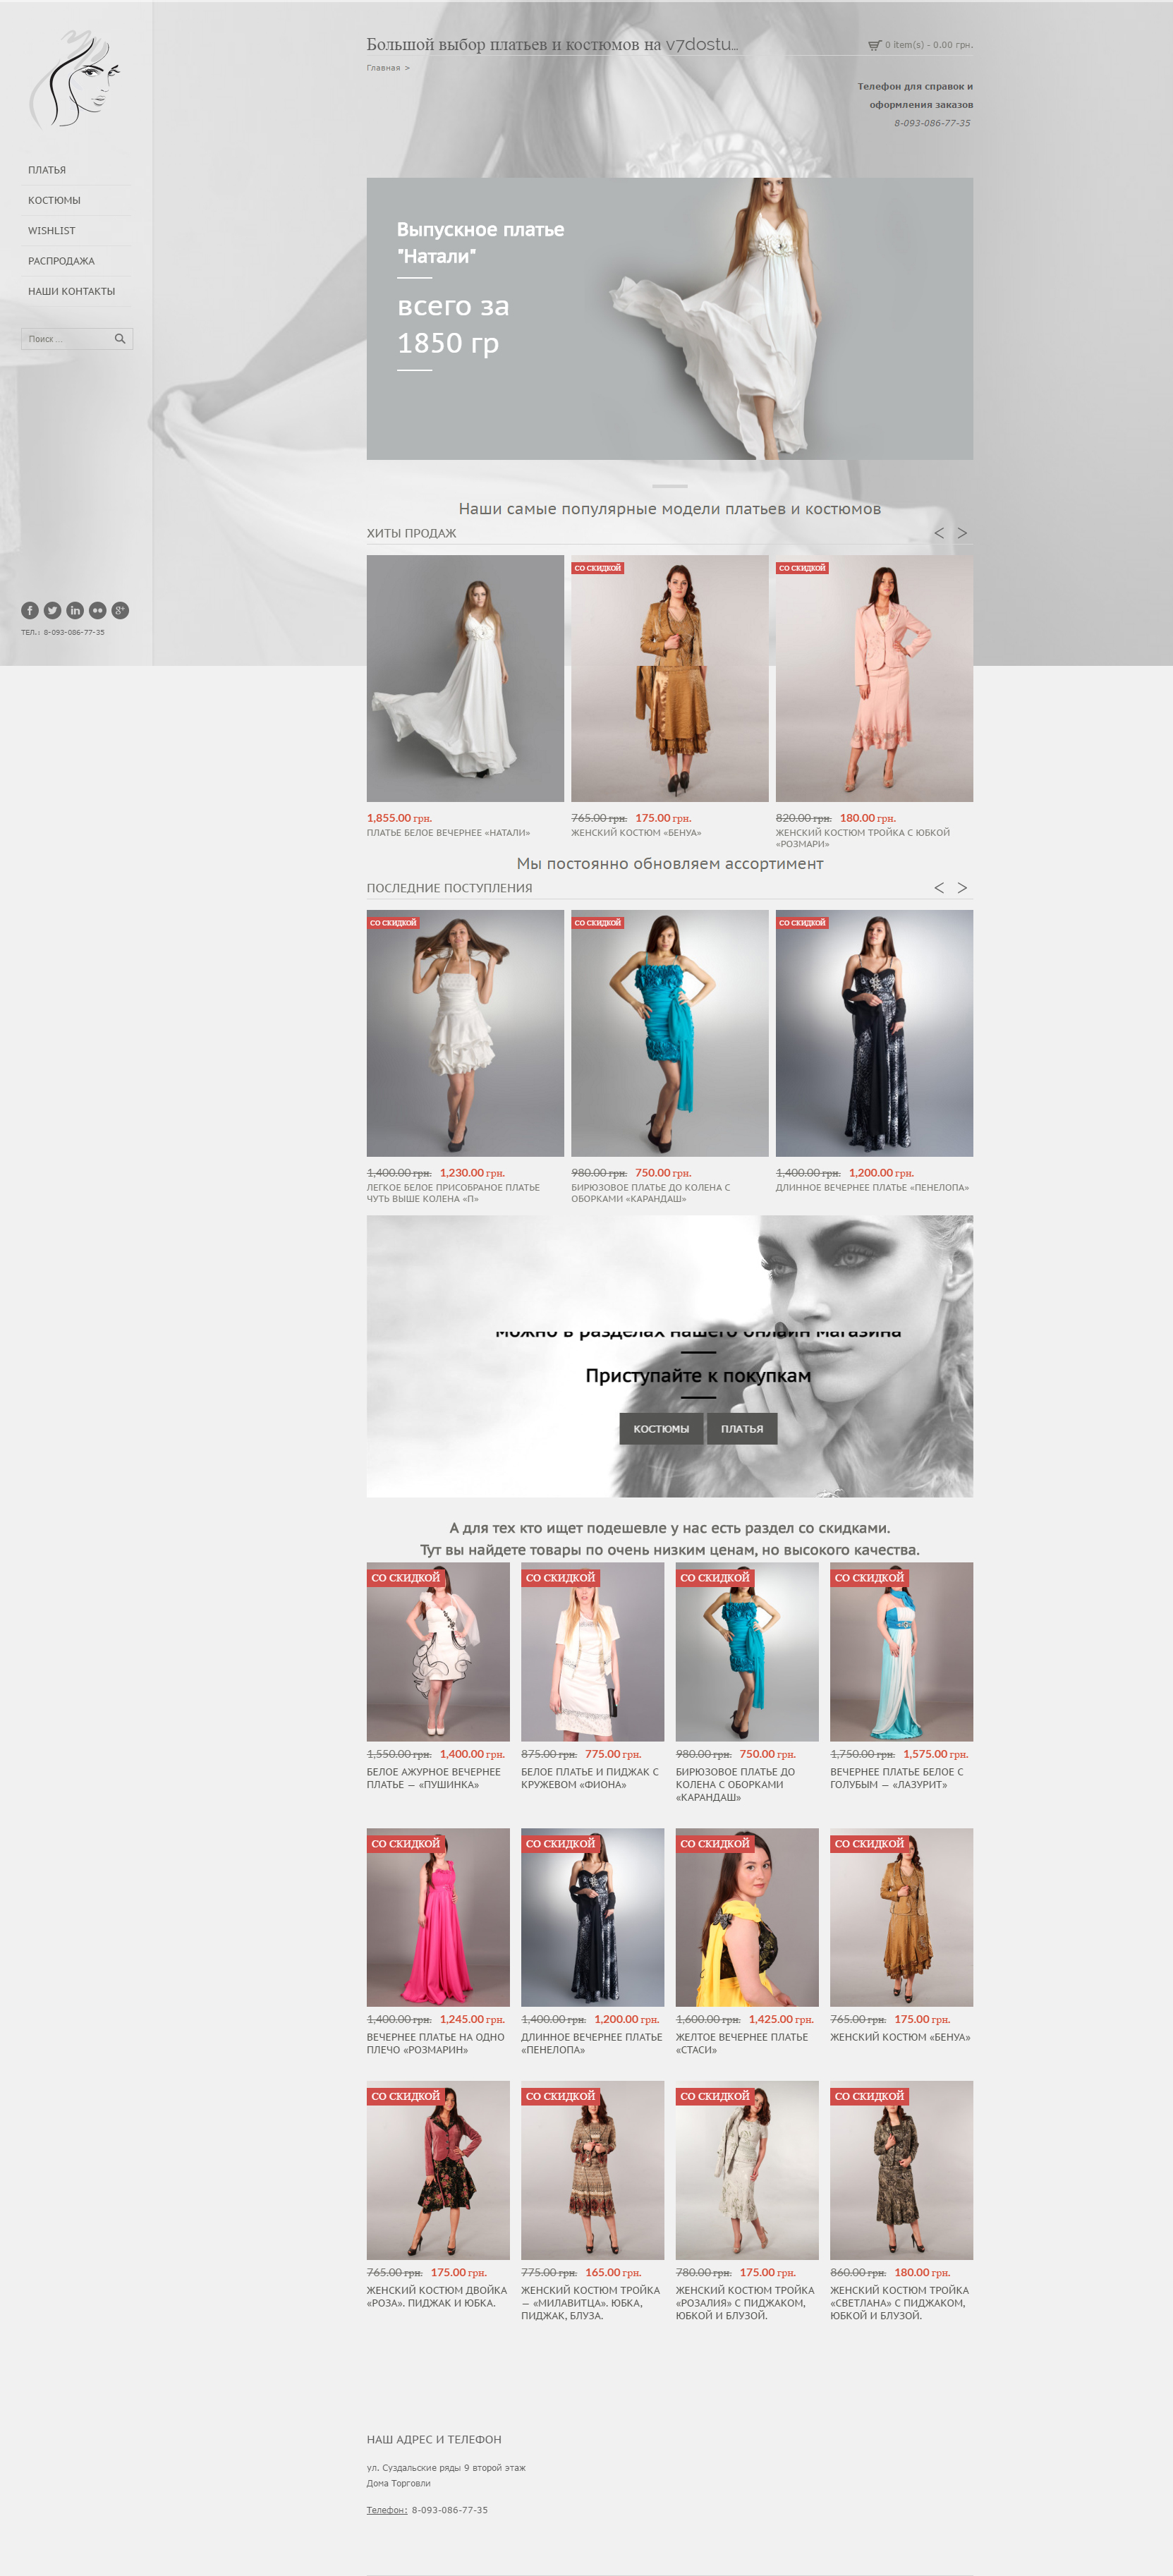 Большой выбор платьев и костюмов на v7dostu...
0 item(s) - 0.00 грн.
Главная >
Телефон для справок и
оформления заказов
8-093-086-77-35
ПЛАТЬЯ
КОСТЮМЫ
WISHLIST
РАСПРОДАЖА
НАШИ КОНТАКТЫ
Поиск ...
ТЕЛ.: 8-093-086-77-35
Выпускное платье
"Натали"
всего за
1850 гр
Наши самые популярные модели платьев и костюмов
ХИТЫ ПРОДАЖ
< >
СО СКИДКОЙ
СО СКИДКОЙ
1,855.00 грн.
ПЛАТЬЕ БЕЛОЕ ВЕЧЕРНЕЕ «НАТАЛИ»
765.00 грн. 175.00 грн.
ЖЕНСКИЙ КОСТЮМ «БЕНУА»
820.00 грн. 180.00 грн.
ЖЕНСКИЙ КОСТЮМ ТРОЙКА С ЮБКОЙ
«РОЗМАРИ»
Мы постоянно обновляем ассортимент
ПОСЛЕДНИЕ ПОСТУПЛЕНИЯ
< >
СО СКИДКОЙ
СО СКИДКОЙ
СО СКИДКОЙ
1,400.00 грн. 1,230.00 грн.
ЛЕГКОЕ БЕЛОЕ ПРИСОБРАНОЕ ПЛАТЬЕ
ЧУТЬ ВЫШЕ КОЛЕНА «П»
980.00 грн. 750.00 грн.
БИРЮЗОВОЕ ПЛАТЬЕ ДО КОЛЕНА С
ОБОРКАМИ «КАРАНДАШ»
1,400.00 грн. 1,200.00 грн.
ДЛИННОЕ ВЕЧЕРНЕЕ ПЛАТЬЕ «ПЕНЕЛОПА»
можно в разделах нашего онлайн магазина
Приступайте к покупкам
КОСТЮМЫ
ПЛАТЬЯ
А для тех кто ищет подешевле у нас есть раздел со скидками.
Тут вы найдете товары по очень низким ценам, но высокого качества.
СО СКИДКОЙ
СО СКИДКОЙ
СО СКИДКОЙ
СО СКИДКОЙ
1,550.00 грн. 1,400.00 грн.
БЕЛОЕ АЖУРНОЕ ВЕЧЕРНЕЕ
ПЛАТЬЕ — «ПУШИНКА»
875.00 грн. 775.00 грн.
БЕЛОЕ ПЛАТЬЕ И ПИДЖАК С
КРУЖЕВОМ «ФИОНА»
980.00 грн. 750.00 грн.
БИРЮЗОВОЕ ПЛАТЬЕ ДО
КОЛЕНА С ОБОРКАМИ
«КАРАНДАШ»
1,750.00 грн. 1,575.00 грн.
ВЕЧЕРНЕЕ ПЛАТЬЕ БЕЛОЕ С
ГОЛУБЫМ — «ЛАЗУРИТ»
СО СКИДКОЙ
СО СКИДКОЙ
СО СКИДКОЙ
СО СКИДКОЙ
1,400.00 грн. 1,245.00 грн.
ВЕЧЕРНЕЕ ПЛАТЬЕ НА ОДНО
ПЛЕЧО «РОЗМАРИН»
1,400.00 грн. 1,200.00 грн.
ДЛИННОЕ ВЕЧЕРНЕЕ ПЛАТЬЕ
«ПЕНЕЛОПА»
1,600.00 грн. 1,425.00 грн.
ЖЕЛТОЕ ВЕЧЕРНЕЕ ПЛАТЬЕ
«СТАСИ»
765.00 грн. 175.00 грн.
ЖЕНСКИЙ КОСТЮМ «БЕНУА»
СО СКИДКОЙ
СО СКИДКОЙ
СО СКИДКОЙ
СО СКИДКОЙ
765.00 грн. 175.00 грн.
ЖЕНСКИЙ КОСТЮМ ДВОЙКА
«РОЗА». ПИДЖАК И ЮБКА.
775.00 грн. 165.00 грн.
ЖЕНСКИЙ КОСТЮМ ТРОЙКА
— «МИЛАВИТЦА». ЮБКА,
ПИДЖАК, БЛУЗА.
780.00 грн. 175.00 грн.
ЖЕНСКИЙ КОСТЮМ ТРОЙКА
«РОЗАЛИЯ» С ПИДЖАКОМ,
ЮБКОЙ И БЛУЗОЙ.
860.00 грн. 180.00 грн.
ЖЕНСКИЙ КОСТЮМ ТРОЙКА
«СВЕТЛАНА» С ПИДЖАКОМ,
ЮБКОЙ И БЛУЗОЙ.
НАШ АДРЕС И ТЕЛЕФОН
ул. Суздальские ряды 9 второй этаж
Дома Торговли
Телефон: 8-093-086-77-35